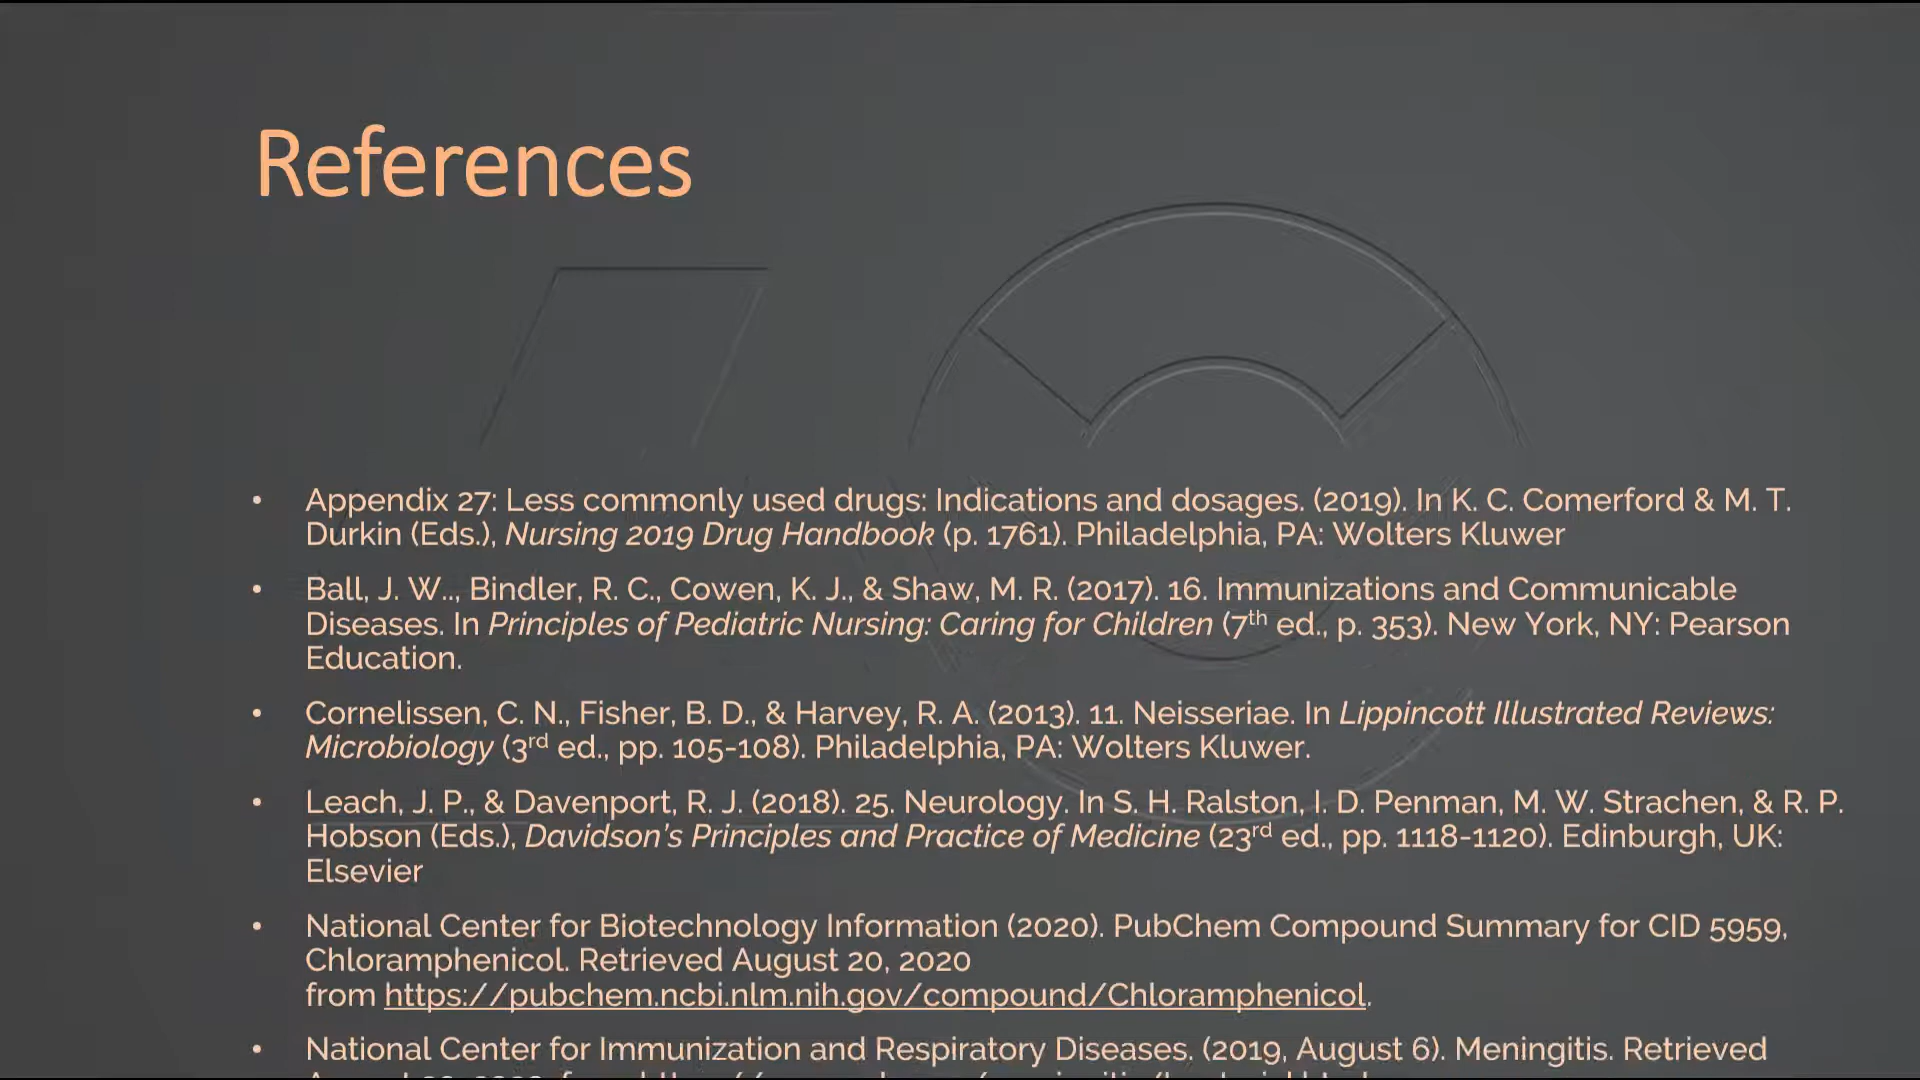 References
• Appendix 27: Less commonly used drugs: Indications and dosages. (2019). In K. C. Comerford & M. T.
Durkin (Eds.), Nursing 2019 Drug Handbook (p. 1761). Philadelphia, PA: Wolters Kluwer
• Ball, J. W.., Bindler, R. C., Cowen, K. J., & Shaw, M. R. (2017). 16. Immunizations and Communicable
Diseases. In Principles of Pediatric Nursing: Caring for Children (7th ed., p. 353). New York, NY: Pearson
Education.
• Cornelissen, C. N., Fisher, B. D., & Harvey, R. A. (2013). 11. Neisseriae. In Lippincott Illustrated Reviews:
Microbiology (3rd ed., pp. 105-108). Philadelphia, PA: Wolters Kluwer.
• Leach, J. P., & Davenport, R. J. (2018). 25. Neurology. In S. H. Ralston, I. D. Penman, M. W. Strachen, & R. P.
Hobson (Eds.), Davidson's Principles and Practice of Medicine (23rd ed., pp. 1118-1120). Edinburgh, UK:
Elsevier
• National Center for Biotechnology Information (2020). PubChem Compound Summary for CID 5959,
Chloramphenicol. Retrieved August 20, 2020
from https://pubchem.ncbi.nlm.nih.gov/compound/Chloramphenicol.
• National Center for Immunization and Respiratory Diseases. (2019, August 6). Meningitis. Retrieved